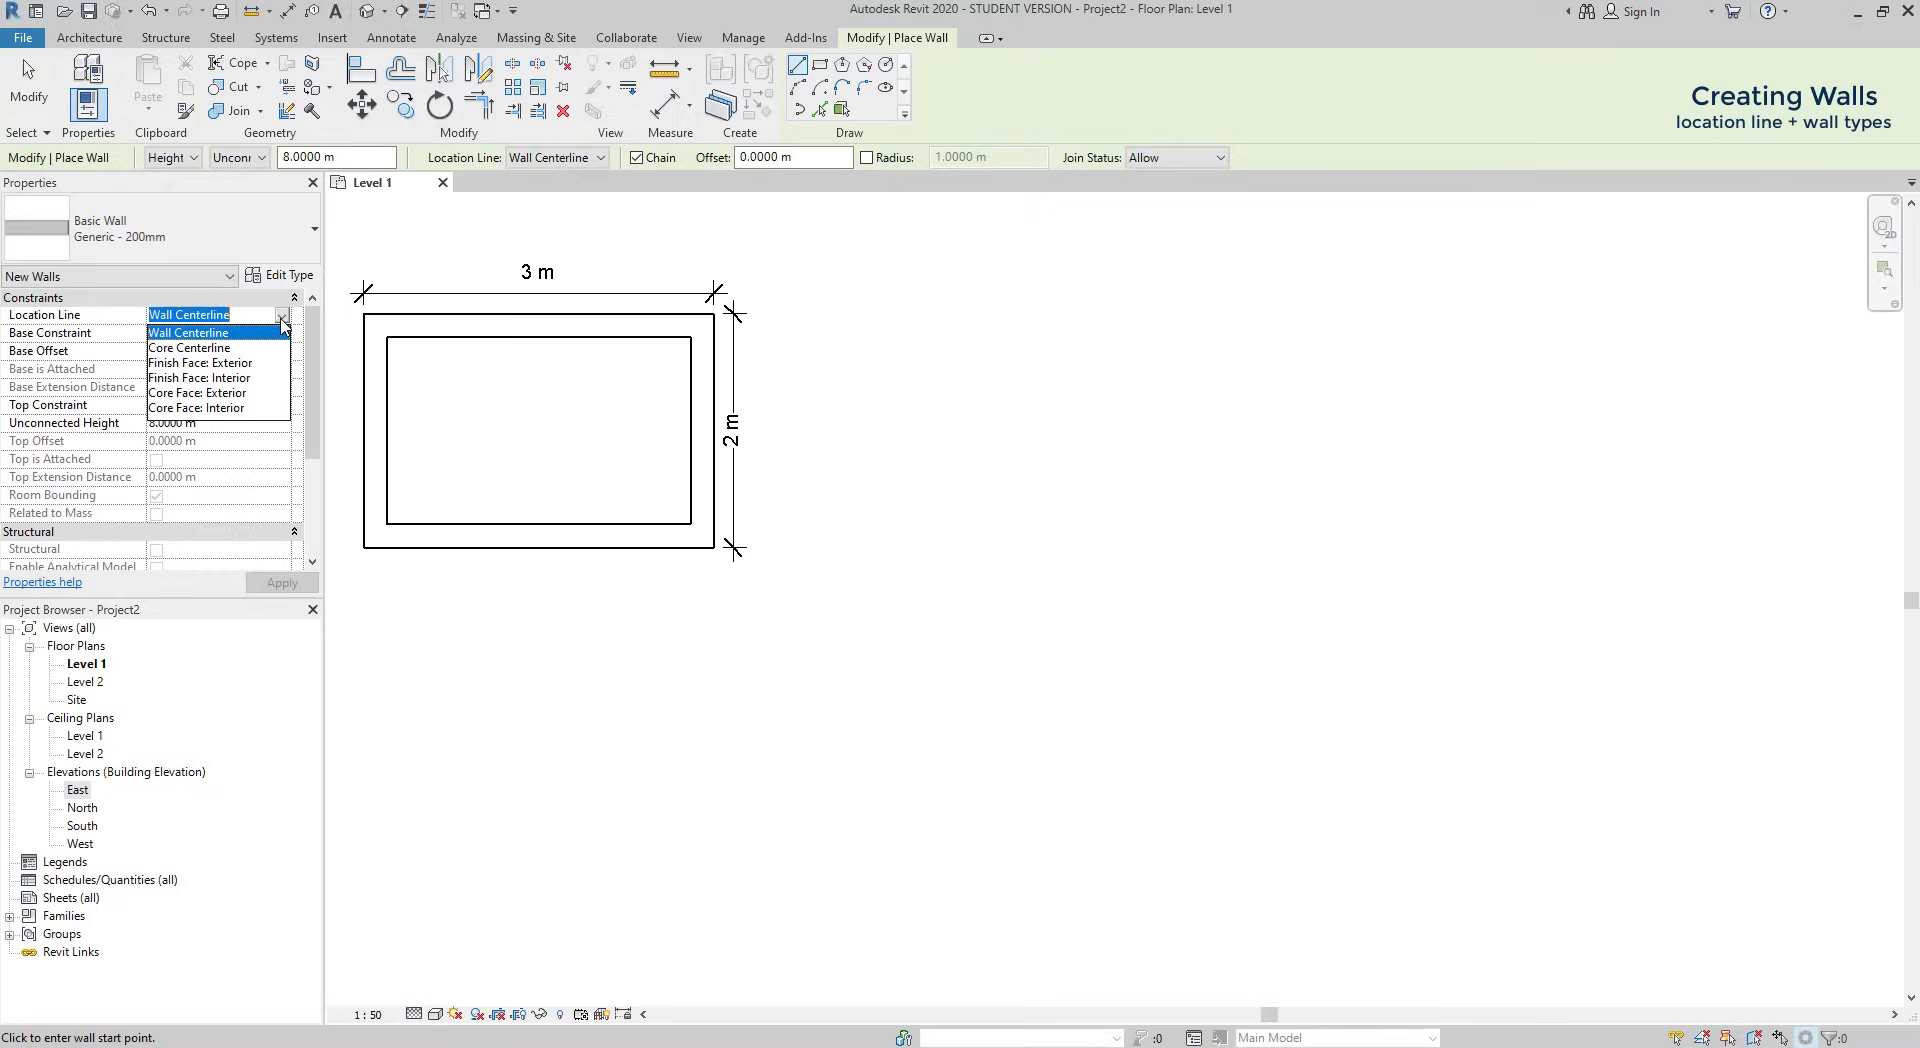 Autodesk Revit 2020 - STUDENT VERSION - Project2 - Floor Plan: Level 1
Sign In
File Architecture Structure Steel Systems Insert Annotate Analyze Massing & Site Collaborate View Manage Add-Ins Modify | Place Wall
Modify
Paste
Cope
Cut
Join
Select Properties Clipboard Geometry Modify View Measure Create Draw
Creating Walls
location line + wall types
Modify | Place Wall Height Unconr 8.0000 m Location Line: Wall Centerline Chain Offset: 0.0000 m Radius: 1.0000 m Join Status: Allow
Properties
Level 1
Basic Wall
Generic - 200mm
New Walls Edit Type
Constraints
Location Line Wall Centerline
Base Constraint
Base Offset
Base is Attached
Base Extension Distance
Top Constraint
Wall Centerline
Core Centerline
Finish Face: Exterior
Finish Face: Interior
Core Face: Exterior
Core Face: Interior
Unconnected Height 8.0000 m
Top Offset 0.0000 m
Top is Attached
Top Extension Distance 0.0000 m
Room Bounding
Related to Mass
Structural
Structural
Enable Analytical Model
Properties help Apply
3 m
2 m
Project Browser - Project2
Views (all)
Floor Plans
Level 1
Level 2
Site
Ceiling Plans
Level 1
Level 2
Elevations (Building Elevation)
East
North
South
West
Legends
Schedules/Quantities (all)
Sheets (all)
Families
Groups
Revit Links
1 : 50
Click to enter wall start point.
:0
Main Model
:0